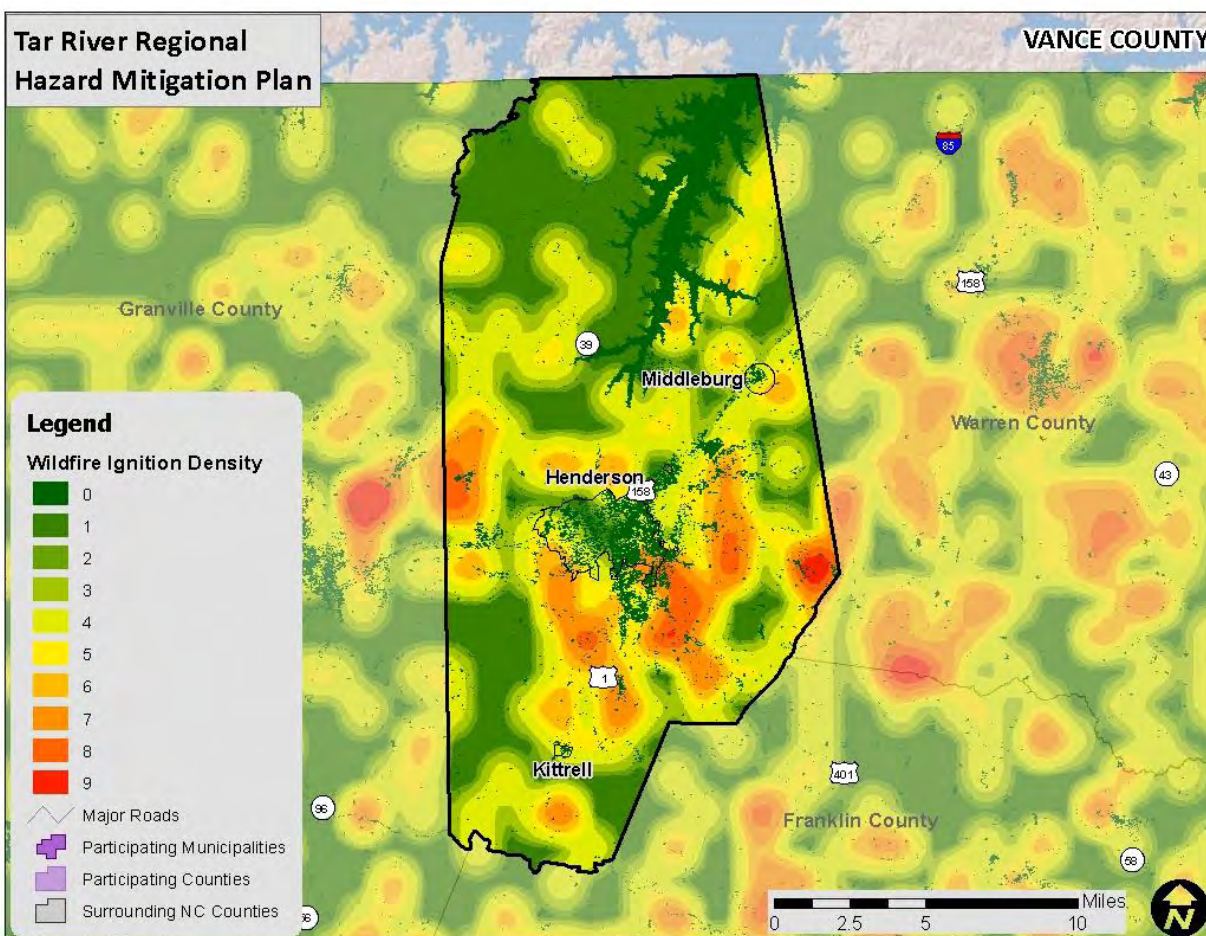 Tar River Regional
Hazard Mitigation Plan
VANCE COUNTY
85
158
Granville County
39
Middleburg
Warren County
43
Henderson
158
1
Kittrell
401
Franklin County
96
58
56
Legend
Wildfire Ignition Density
0
1
2
3
4
5
6
7
8
9
Major Roads
Participating Municipalities
Participating Counties
Surrounding NC Counties
Miles
0
2.5
5
10
N